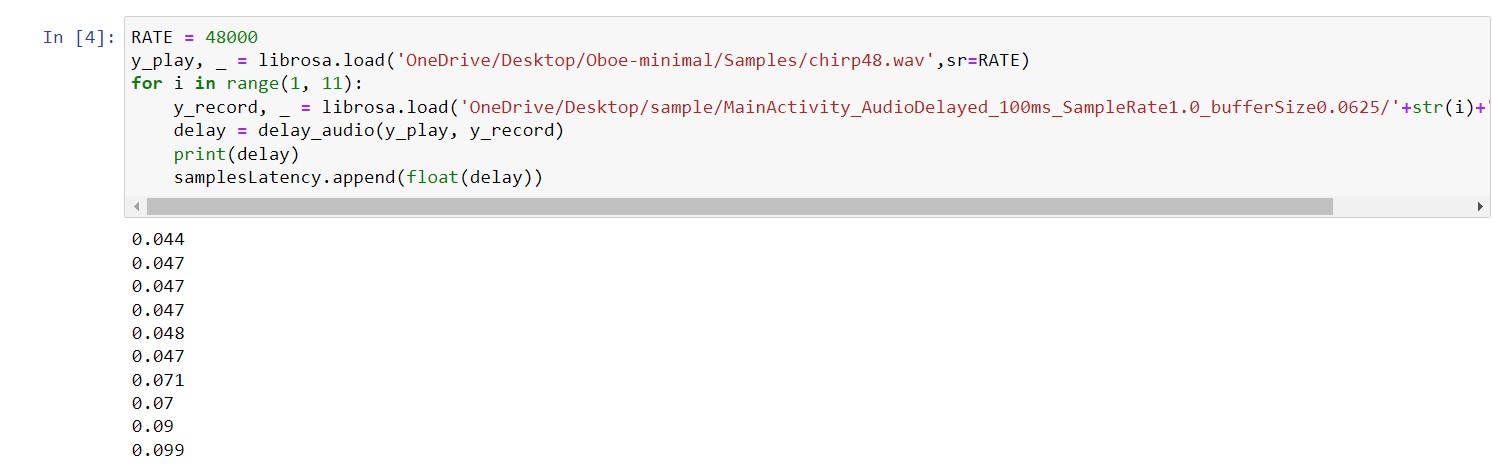 In [4]: RATE = 48000
y_play, _ = librosa.load('OneDrive/Desktop/Oboe-minimal/Samples/chirp48.wav',sr=RATE)
for i in range(1, 11):
    y_record, _ = librosa.load('OneDrive/Desktop/sample/MainActivity_AudioDelayed_100ms_SampleRate1.0_bufferSize0.0625/'+str(i)+'
    delay = delay_audio(y_play, y_record)
    print(delay)
    samplesLatency.append(float(delay))
0.044
0.047
0.047
0.047
0.048
0.047
0.071
0.07
0.09
0.099